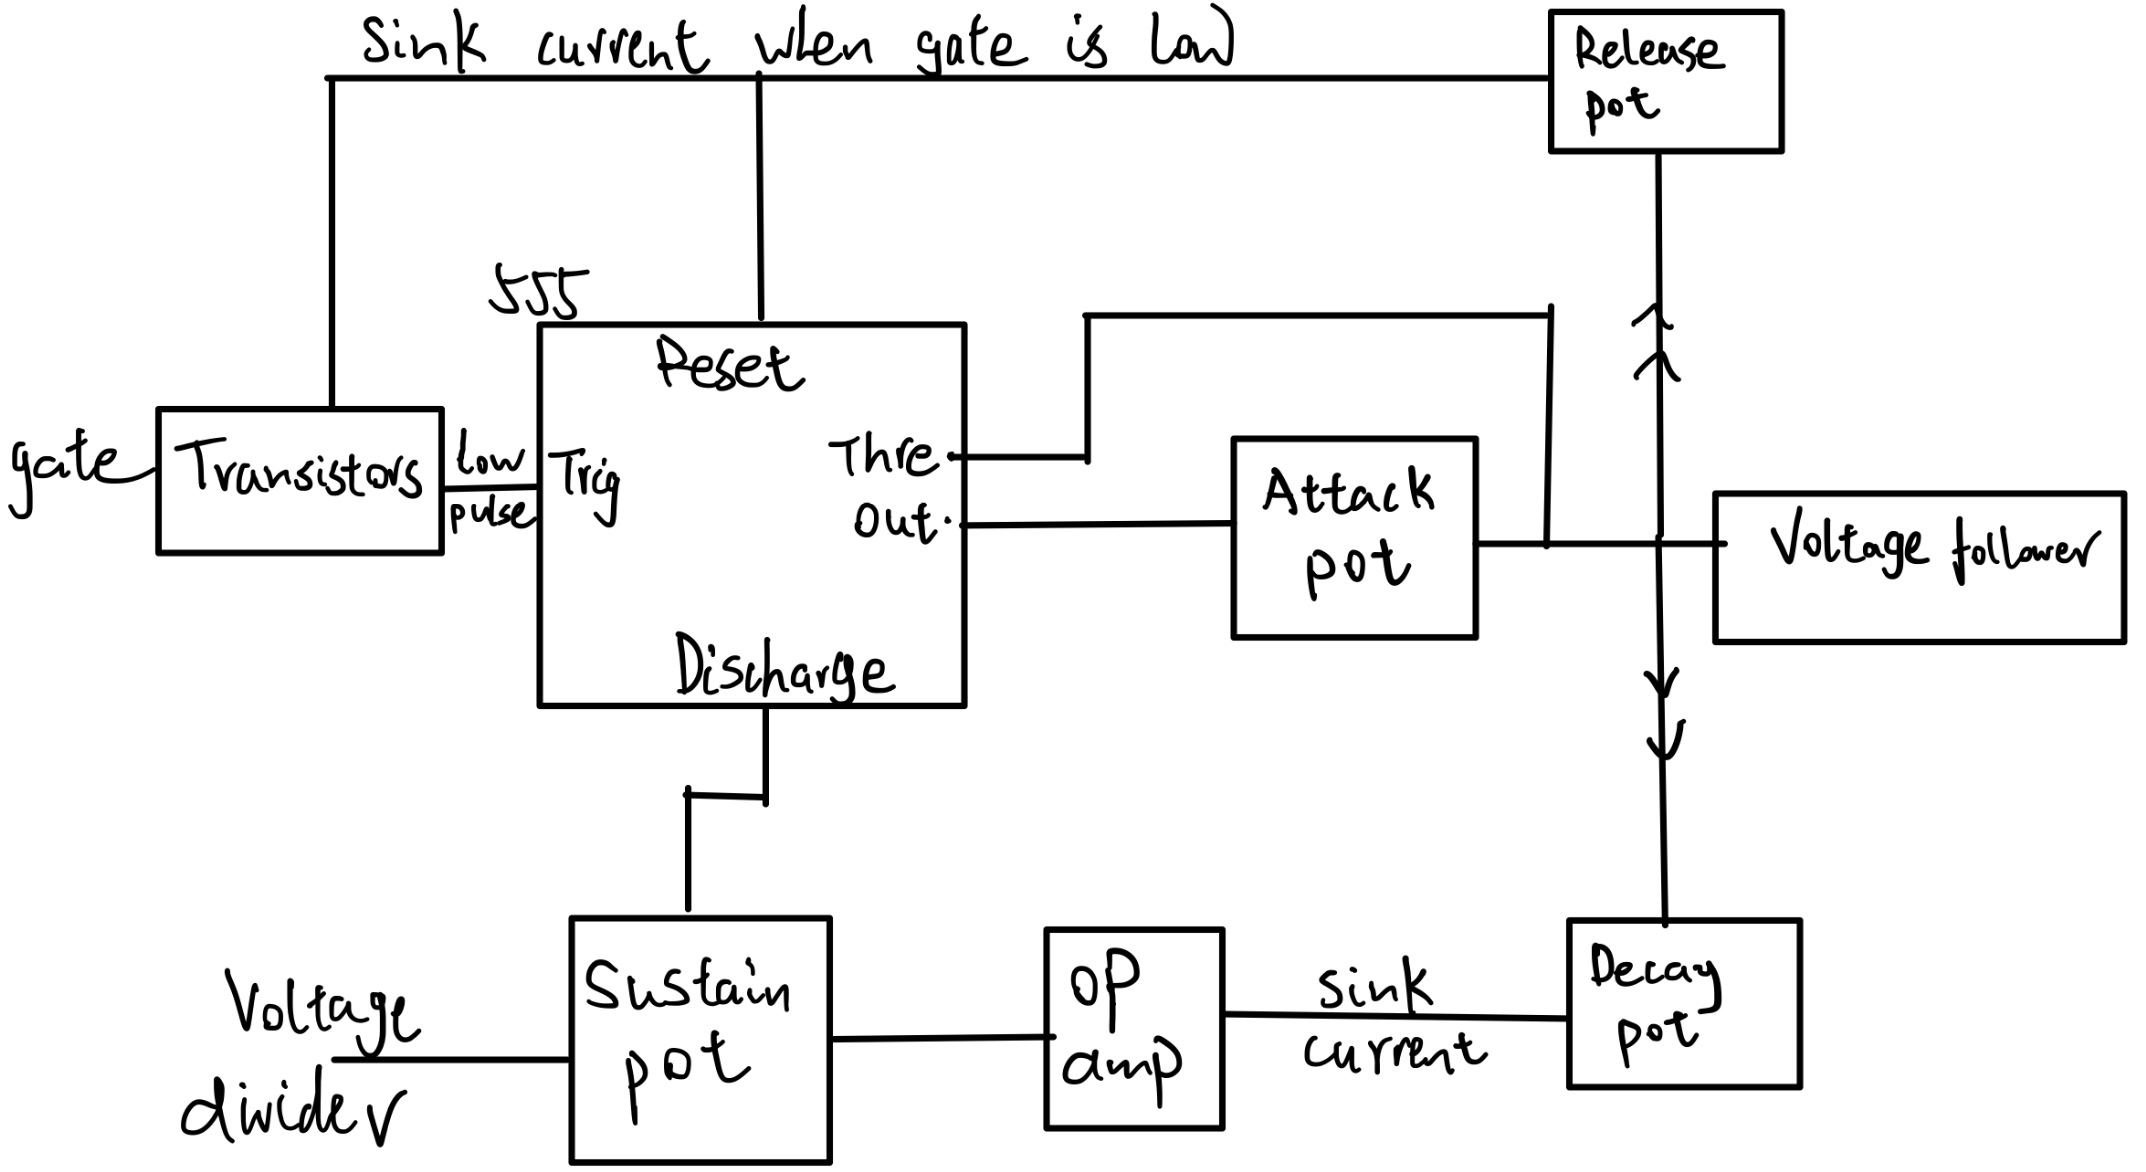 Sink current when gate is low
Release
pot
555
Reset
gate
Transistors
low
pulse
Trig
Thre
out
Attack
pot
Voltage follower
Discharge
Voltage
divider
Sustain
pot
OP
amp
sink
current
Decay
pot